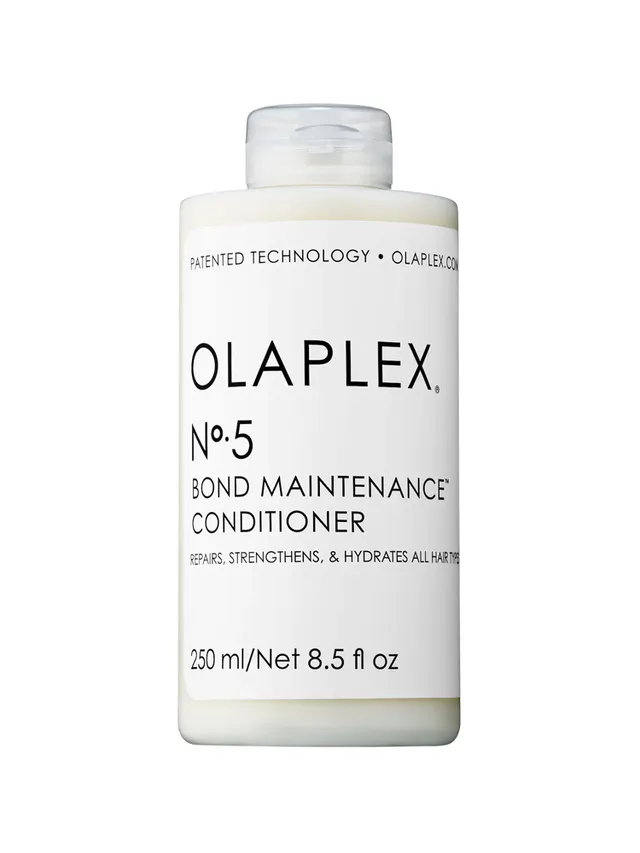 PATENTED TECHNOLOGY • OLAPLEX.COM
OLAPLEX®
Nº.5
BOND MAINTENANCE™
CONDITIONER
REPAIRS, STRENGTHENS, & HYDRATES ALL HAIR TYPES
250 ml/Net 8.5 fl oz